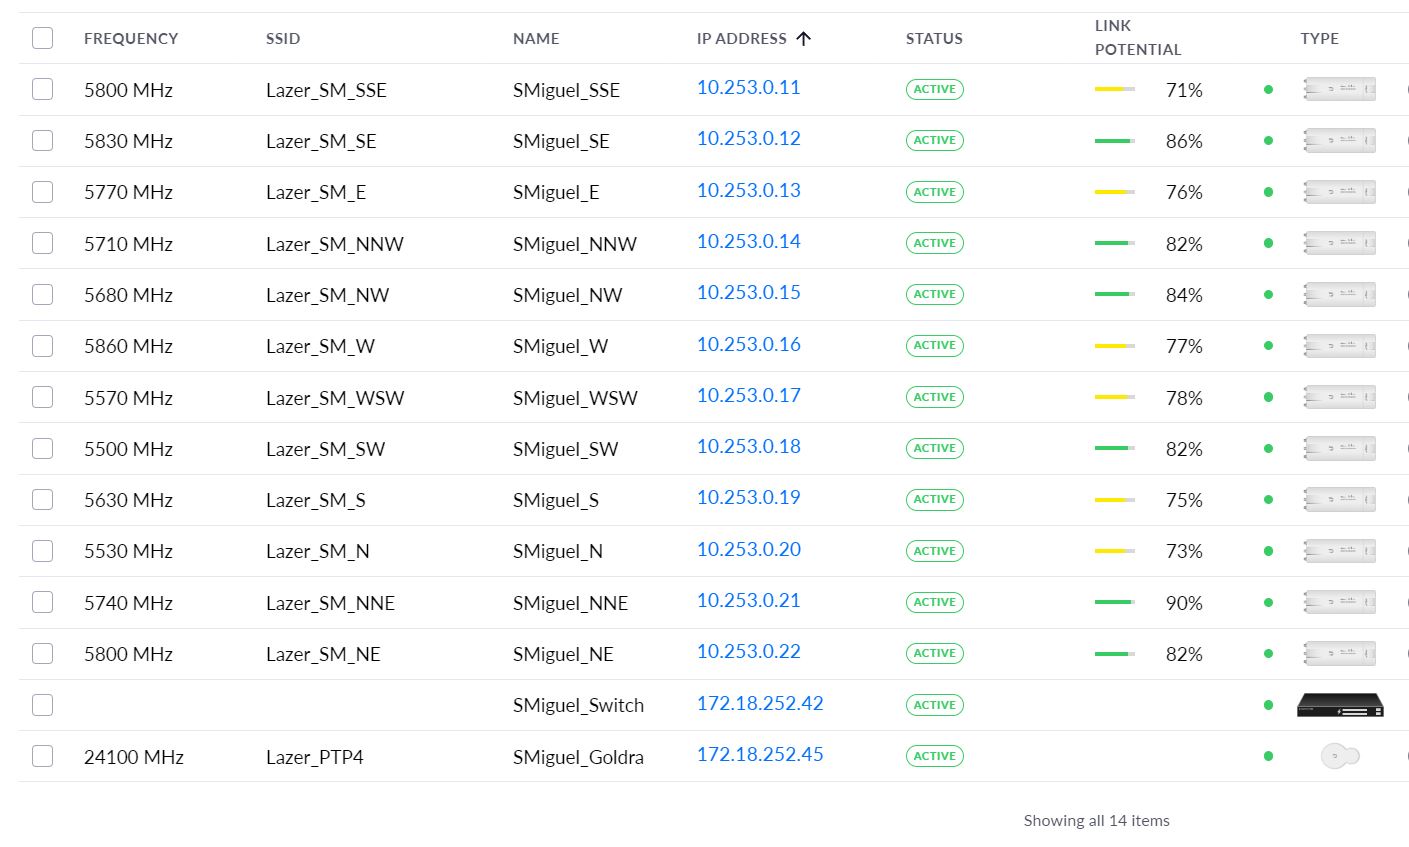 FREQUENCY SSID NAME IP ADDRESS STATUS LINK POTENTIAL TYPE
5800 MHz Lazer_SM_SSE SMiguel_SSE 10.253.0.11 ACTIVE 71%
5830 MHz Lazer_SM_SE SMiguel_SE 10.253.0.12 ACTIVE 86%
5770 MHz Lazer_SM_E SMiguel_E 10.253.0.13 ACTIVE 76%
5710 MHz Lazer_SM_NNW SMiguel_NNW 10.253.0.14 ACTIVE 82%
5680 MHz Lazer_SM_NW SMiguel_NW 10.253.0.15 ACTIVE 84%
5860 MHz Lazer_SM_W SMiguel_W 10.253.0.16 ACTIVE 77%
5570 MHz Lazer_SM_WSW SMiguel_WSW 10.253.0.17 ACTIVE 78%
5500 MHz Lazer_SM_SW SMiguel_SW 10.253.0.18 ACTIVE 82%
5630 MHz Lazer_SM_S SMiguel_S 10.253.0.19 ACTIVE 75%
5530 MHz Lazer_SM_N SMiguel_N 10.253.0.20 ACTIVE 73%
5740 MHz Lazer_SM_NNE SMiguel_NNE 10.253.0.21 ACTIVE 90%
5800 MHz Lazer_SM_NE SMiguel_NE 10.253.0.22 ACTIVE 82%
SMiguel_Switch 172.18.252.42 ACTIVE
24100 MHz Lazer_PTP4 SMiguel_Goldra 172.18.252.45 ACTIVE
Showing all 14 items